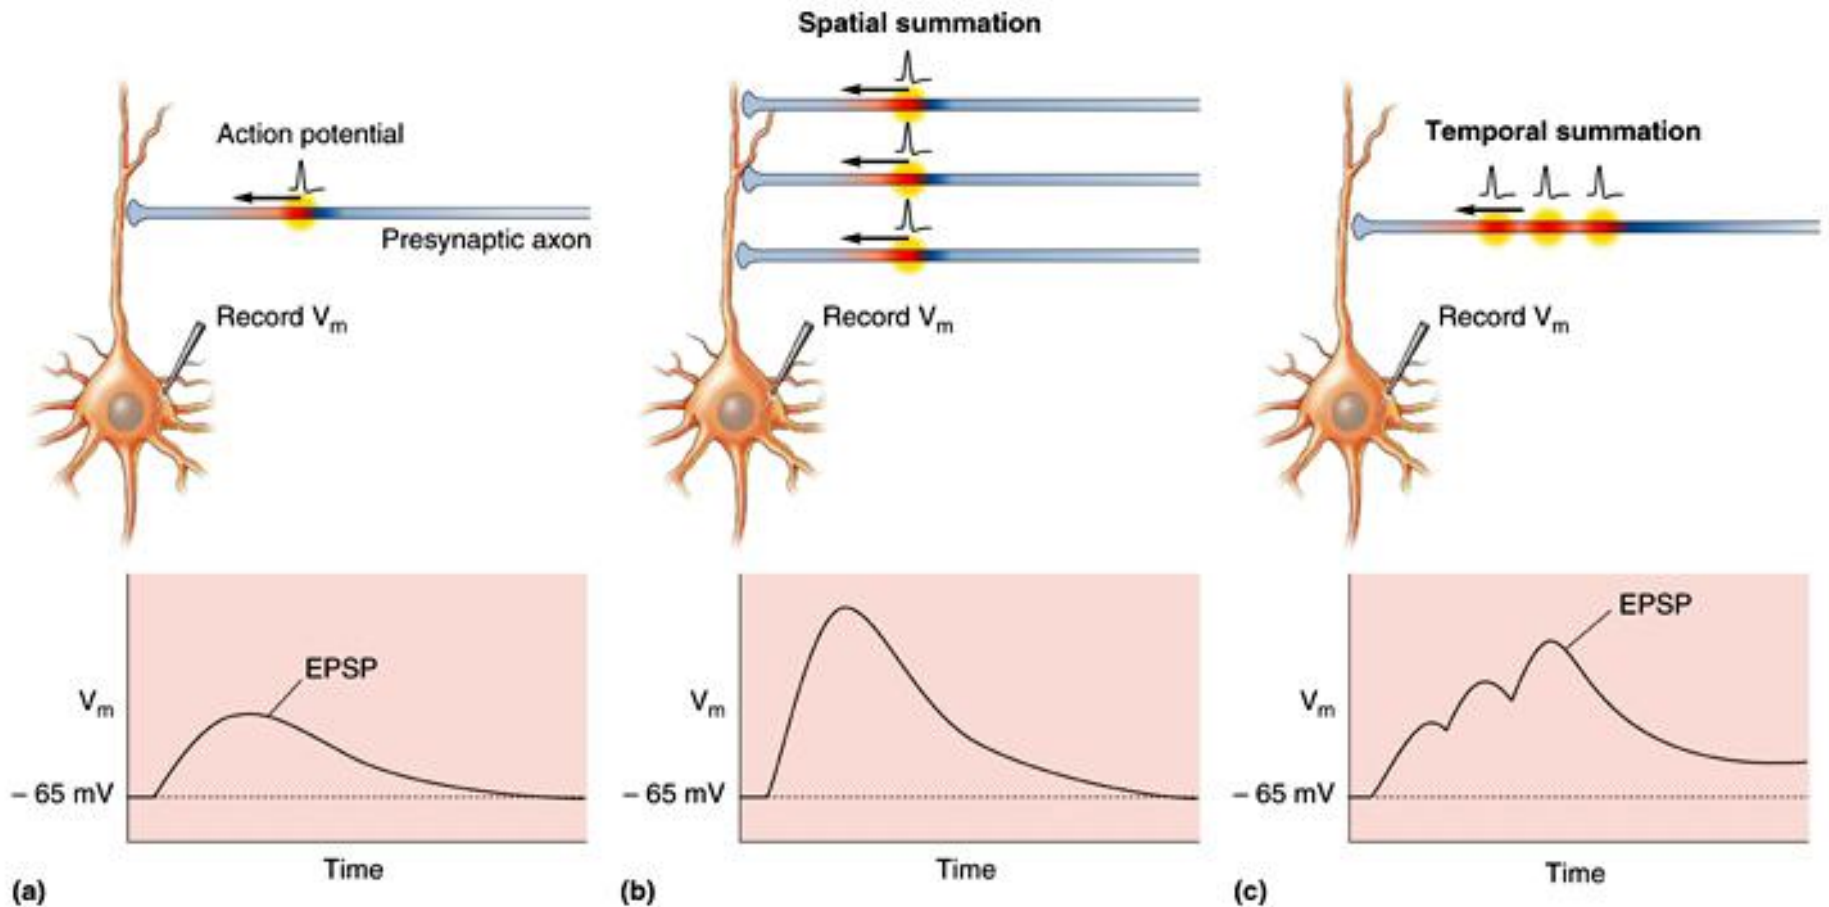 Action potential
Presynaptic axon
Record Vm
EPSP
Vm
– 65 mV
Time
(a)
Spatial summation
Record Vm
Vm
– 65 mV
Time
(b)
Temporal summation
Record Vm
EPSP
Vm
– 65 mV
Time
(c)